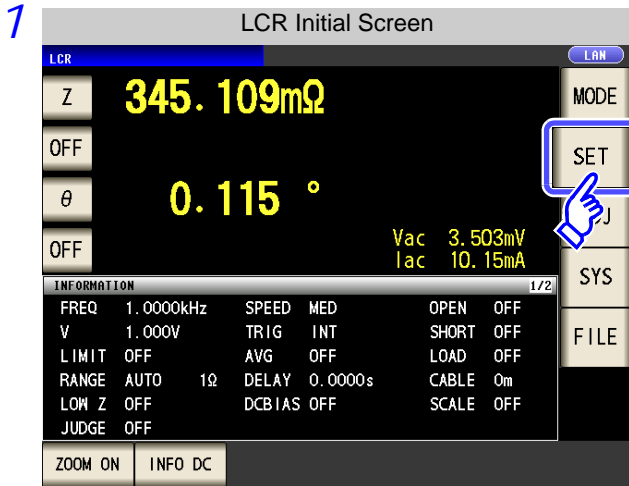 1
LCR Initial Screen
LCR
LAN
Z
345.109mΩ
MODE
OFF
SET
θ
0.115 °
J
OFF
Vac 3.503mV
Iac 10.15mA
SYS
INFORMATION 1/2
FREQ 1.0000kHz SPEED MED OPEN OFF
V 1.000V TRIG INT SHORT OFF
FILE
LIMIT OFF AVG OFF LOAD OFF
RANGE AUTO 1Ω DELAY 0.0000s CABLE 0m
LOW Z OFF DCBIAS OFF SCALE OFF
JUDGE OFF
ZOOM ON INFO DC